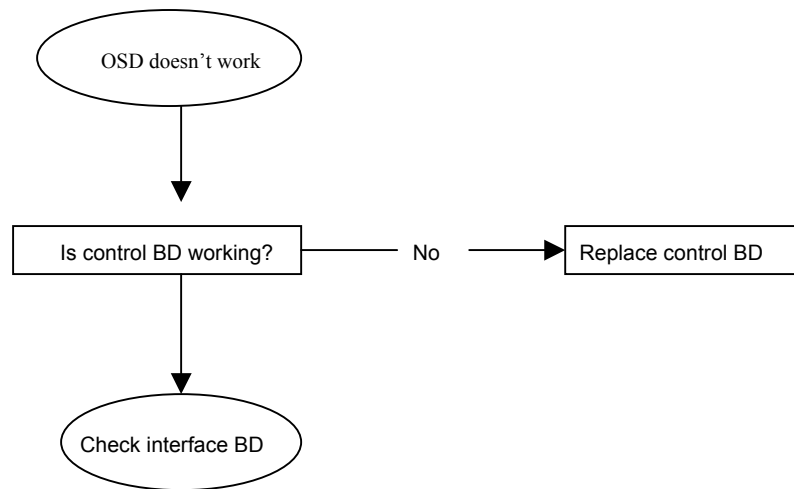 OSD doesn’t work
Is control BD working?
No
Replace control BD
Check interface BD